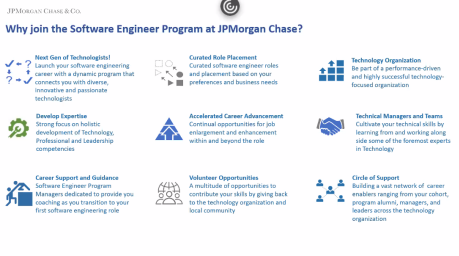 JPMORGAN CHASE & CO.
Why join the Software Engineer Program at JPMorgan Chase?
Next Gen of Technologists!
Launch your software engineering
career with a dynamic program that
connects you with diverse,
innovative and passionate
technologists
Curated Role Placement
Curated software engineer roles
and placement based on your
preferences and business needs
Technology Organization
Be part of a performance-driven
and highly successful technology-
focused organization
Develop Expertise
Strong focus on holistic
development of Technology,
Professional and Leadership
competencies
Accelerated Career Advancement
Continual opportunities for job
enlargement and enhancement
within and beyond the role
Technical Managers and Teams
Cultivate your technical skills by
learning from and working along
side some of the foremost experts
in Technology
Career Support and Guidance
Software Engineer Program
Managers dedicated to provide you
coaching as you transition to your
first software engineering role
Volunteer Opportunities
A multitude of opportunities to
contribute your skills by giving back
to the technology organization and
local community
Circle of Support
Building a vast network of career
enablers ranging from your cohort,
program alumni, managers, and
leaders across the technology
organization